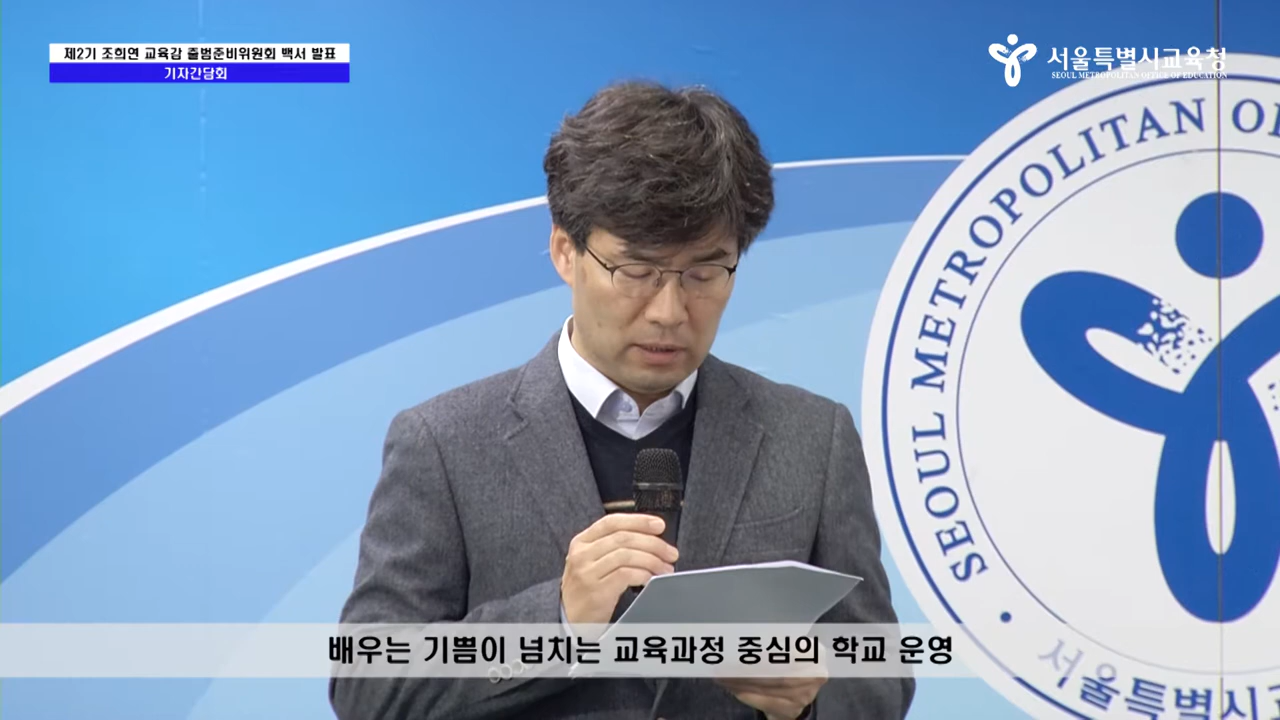 제2기 조희연 교육감 출범준비위원회 백서 발표
기자간담회
서울특별시교육청
SEOUL METROPOLITAN OFFICE OF EDUCATION
SEOUL METROPOLITAN O
서울특별시교
배우는 기쁨이 넘치는 교육과정 중심의 학교 운영